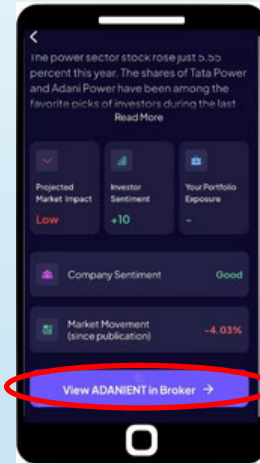 The power sector stock rose just 5.55
percent this year. The shares of Tata Power
and Adani Power have been among the
favorite picks of investors during the last
Read More
Projected
Market Impact
Low
Investor
Sentiment
+10
Your Portfolio
Exposure
-
Company Sentiment
Good
Market Movement
(since publication)
-4.03%
View ADANIENT in Broker →